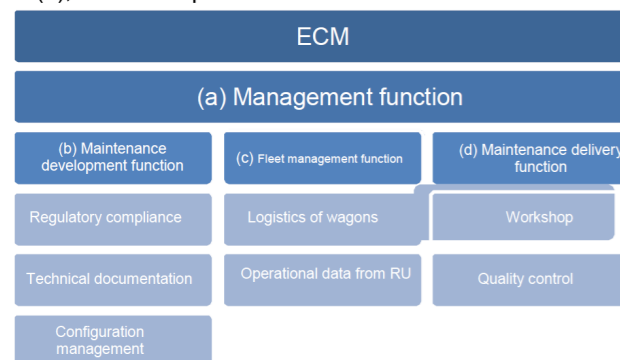 ECM
(a) Management function
(b) Maintenance
development function
(c) Fleet management function
(d) Maintenance delivery
function
Regulatory compliance
Logistics of wagons
Workshop
Technical documentation
Operational data from RU
Quality control
Configuration
management